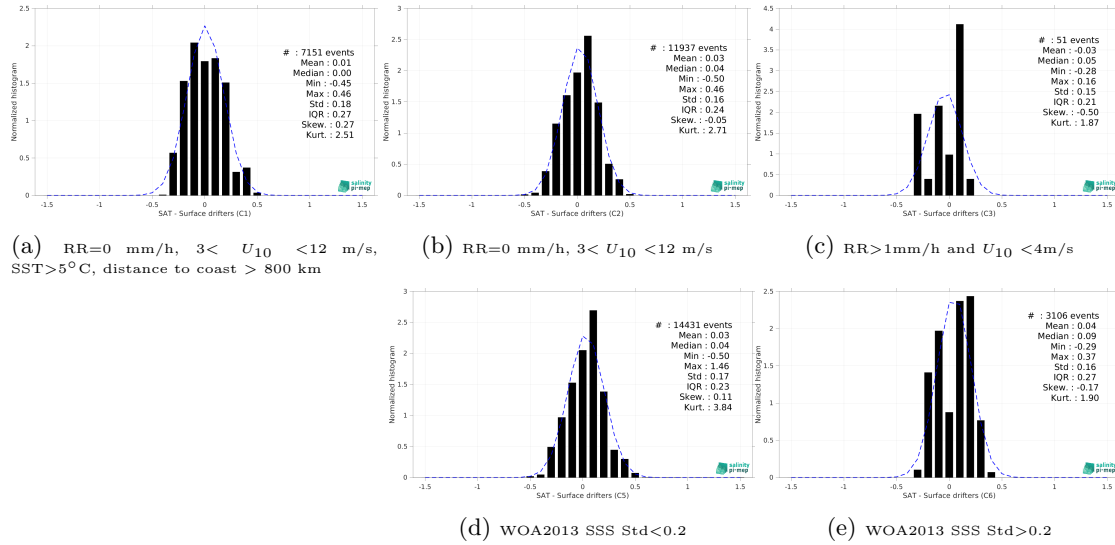 2.5
2
1.5
1
0.5
0
-1.5 -1 -0.5 0 0.5 1 1.5
Normalized histogram
SAT - Surface drifters (C1)
# : 7151 events
Mean : 0.01
Median : 0.00
Min : -0.45
Max : 0.46
Std : 0.18
IQR : 0.27
Skew. : 0.27
Kurt. : 2.51
salinity
pi-mep
(a) RR=0 mm/h, 3< U10 <12 m/s,
SST>5°C, distance to coast > 800 km
3
2.5
2
1.5
1
0.5
0
-1.5 -1 -0.5 0 0.5 1 1.5
Normalized histogram
SAT - Surface drifters (C2)
# : 11937 events
Mean : 0.03
Median : 0.04
Min : -0.50
Max : 0.46
Std : 0.16
IQR : 0.24
Skew. : -0.05
Kurt. : 2.71
salinity
pi-mep
(b) RR=0 mm/h, 3< U10 <12 m/s
4.5
4
3.5
3
2.5
2
1.5
1
0.5
0
-1.5 -1 -0.5 0 0.5 1 1.5
Normalized histogram
SAT - Surface drifters (C3)
# : 51 events
Mean : -0.03
Median : 0.05
Min : -0.28
Max : 0.16
Std : 0.15
IQR : 0.21
Skew. : -0.50
Kurt. : 1.87
salinity
pi-mep
(c) RR>1mm/h and U10 <4m/s
3
2.5
2
1.5
1
0.5
0
-1.5 -1 -0.5 0 0.5 1 1.5
Normalized histogram
SAT - Surface drifters (C5)
# : 14431 events
Mean : 0.03
Median : 0.04
Min : -0.50
Max : 1.46
Std : 0.17
IQR : 0.23
Skew. : 0.11
Kurt. : 3.84
salinity
pi-mep
(d) WOA2013 SSS Std<0.2
2.5
2
1.5
1
0.5
0
-1.5 -1 -0.5 0 0.5 1 1.5
Normalized histogram
SAT - Surface drifters (C6)
# : 3106 events
Mean : 0.04
Median : 0.09
Min : -0.29
Max : 0.37
Std : 0.16
IQR : 0.27
Skew. : -0.17
Kurt. : 1.90
salinity
pi-mep
(e) WOA2013 SSS Std>0.2